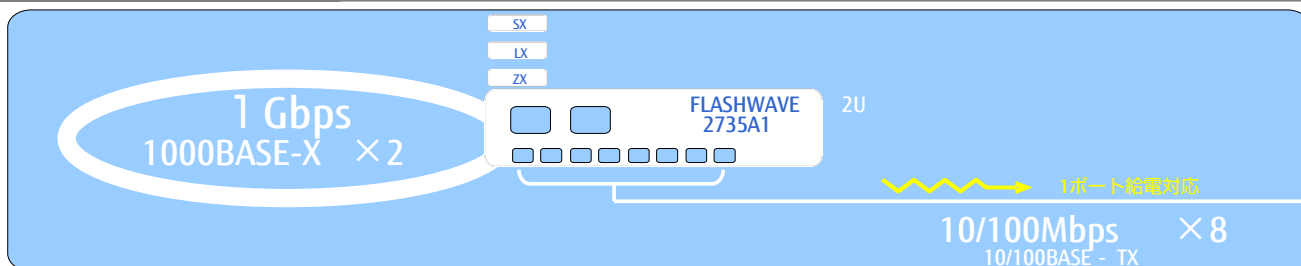 SX
LX
ZX
1 Gbps
1000BASE-X ×2
FLASHWAVE
2735A1
2U
1ポート給電対応
10/100Mbps ×8
10/100BASE - TX